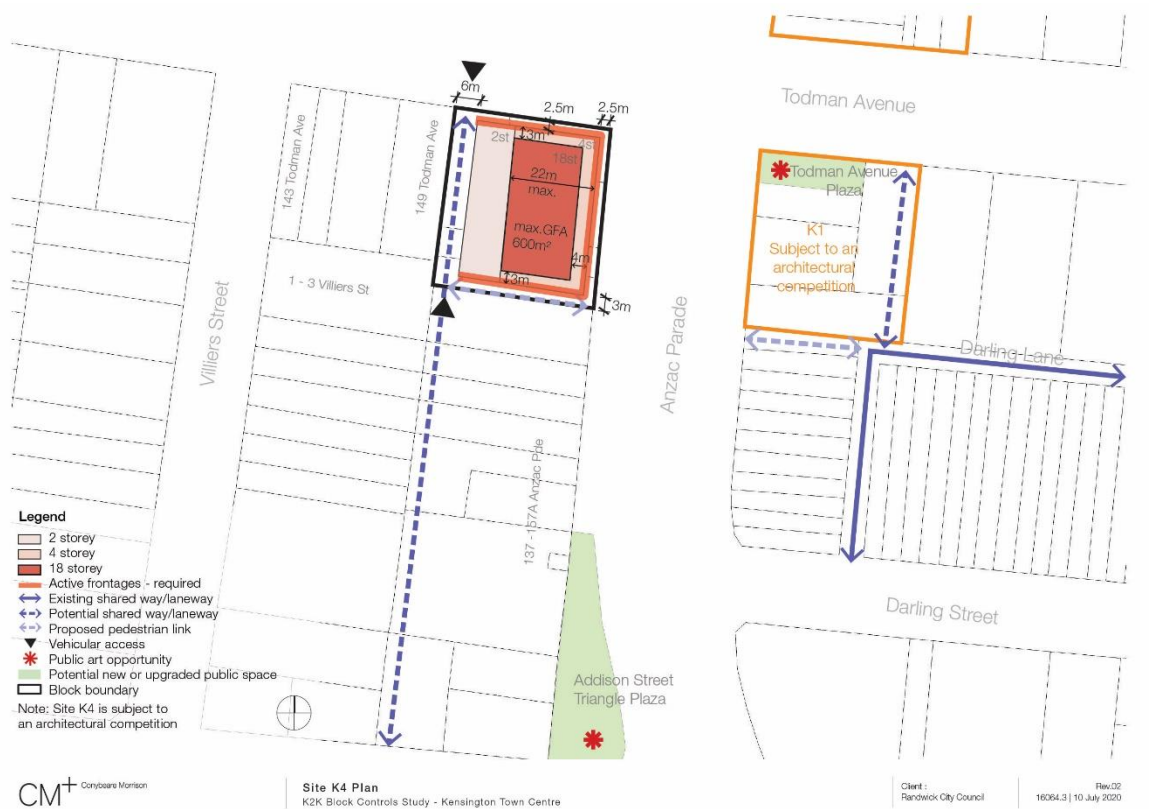 Todman Avenue
6m
2.5m
2.5m
2st
3m
4st
18st
22m
max.
max.GFA
600m²
4m
3m
3m
143 Todman Ave
149 Todman Ave
1 - 3 Villiers St
Villiers Street
Anzac Parade
Todman Avenue
Plaza
K1
Subject to an
architectural
competition
Darling Lane
137 -157A Anzac Pde
Darling Street
Addison Street
Triangle Plaza
Legend
2 storey
4 storey
18 storey
Active frontages - required
Existing shared way/laneway
Potential shared way/laneway
Proposed pedestrian link
Vehicular access
Public art opportunity
Potential new or upgraded public space
Block boundary
Note: Site K4 is subject to
an architectural competition
CM+ Conybeare Morrison
Site K4 Plan
K2K Block Controls Study - Kensington Town Centre
Client :
Randwick City Council
Rev.02
16064.3 | 10 July 2020